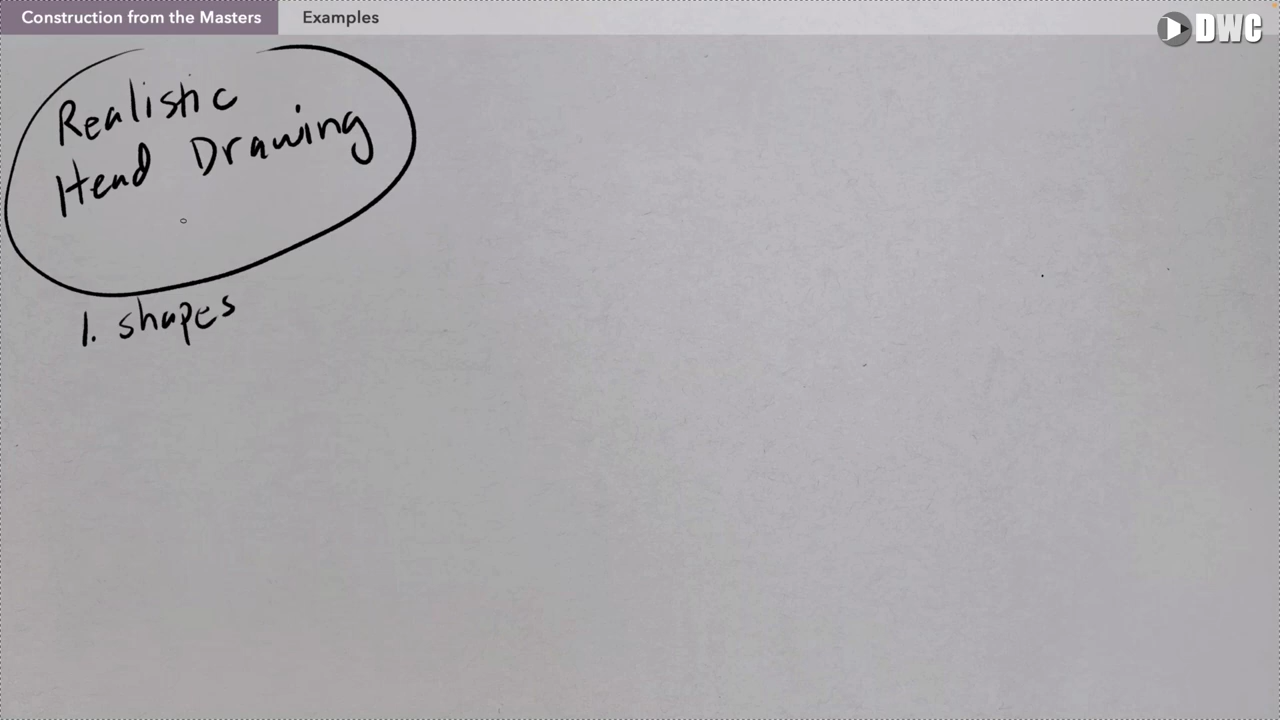 Construction from the Masters Examples
DWC
Realistic
Head Drawing
1. shapes